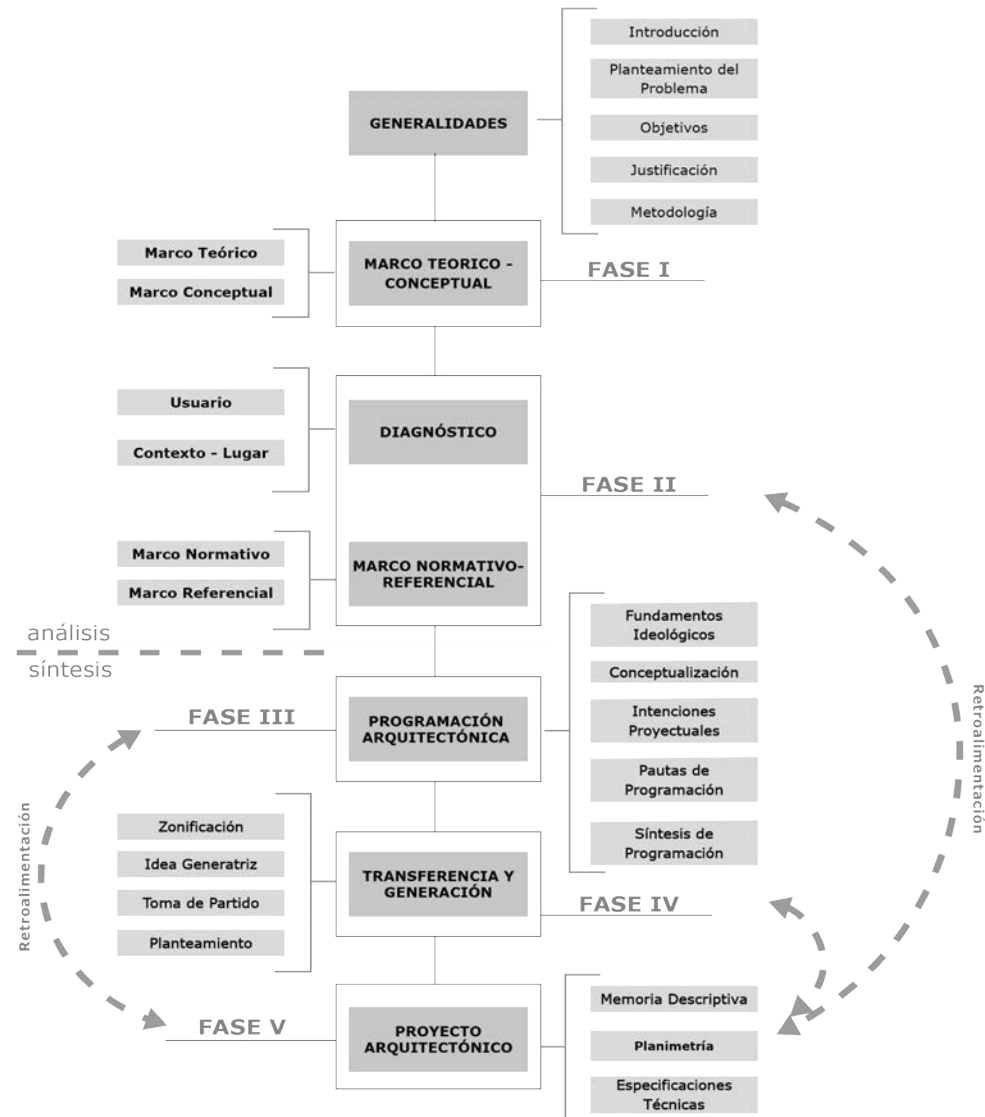 Introducción
Planteamiento del
Problema
GENERALIDADES
Objetivos
Justificación
Metodología
Marco Teórico
Marco Conceptual
MARCO TEORICO -
CONCEPTUAL
FASE I
Usuario
Contexto - Lugar
DIAGNÓSTICO
FASE II
Marco Normativo
Marco Referencial
MARCO NORMATIVO-
REFERENCIAL
análisis
síntesis
Fundamentos
Ideológicos
Conceptualización
Intenciones
Proyectuales
Pautas de
Programación
Síntesis de
Programación
FASE III
PROGRAMACIÓN
ARQUITECTÓNICA
Retroalimentación
Retroalimentación
Zonificación
Idea Generatriz
Toma de Partido
Planteamiento
TRANSFERENCIA Y
GENERACIÓN
FASE IV
FASE V
PROYECTO
ARQUITECTÓNICO
Memoria Descriptiva
Planimetría
Especificaciones
Técnicas